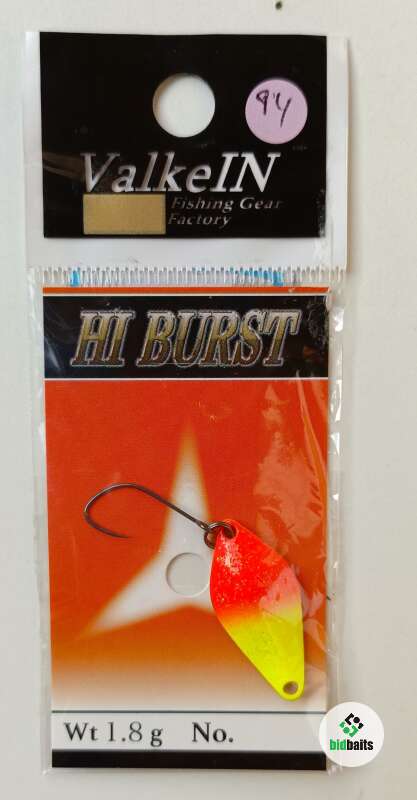 94
ValkeIN
Fishing Gear
Factory
HI BURST
Wt 1.8 g No.
bidbaits